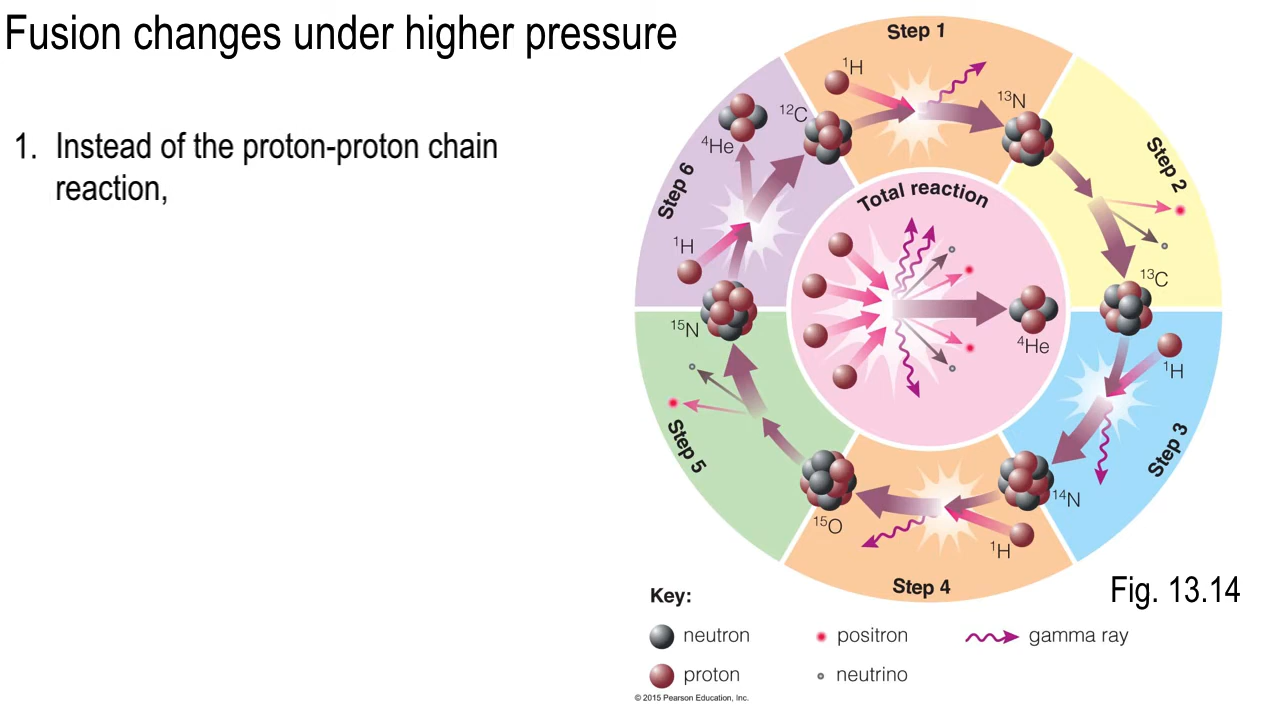 Fusion changes under higher pressure
1. Instead of the proton-proton chain
reaction,
Step 1
¹H
¹³N
¹²C
⁴He
Step 6
¹H
Step 2
Total reaction
¹³C
⁴He
¹⁵N
¹H
Step 3
Step 5
¹⁴N
¹⁵O
¹H
Step 4
Fig. 13.14
Key:
neutron
positron
gamma ray
proton
neutrino
© 2015 Pearson Education, Inc.